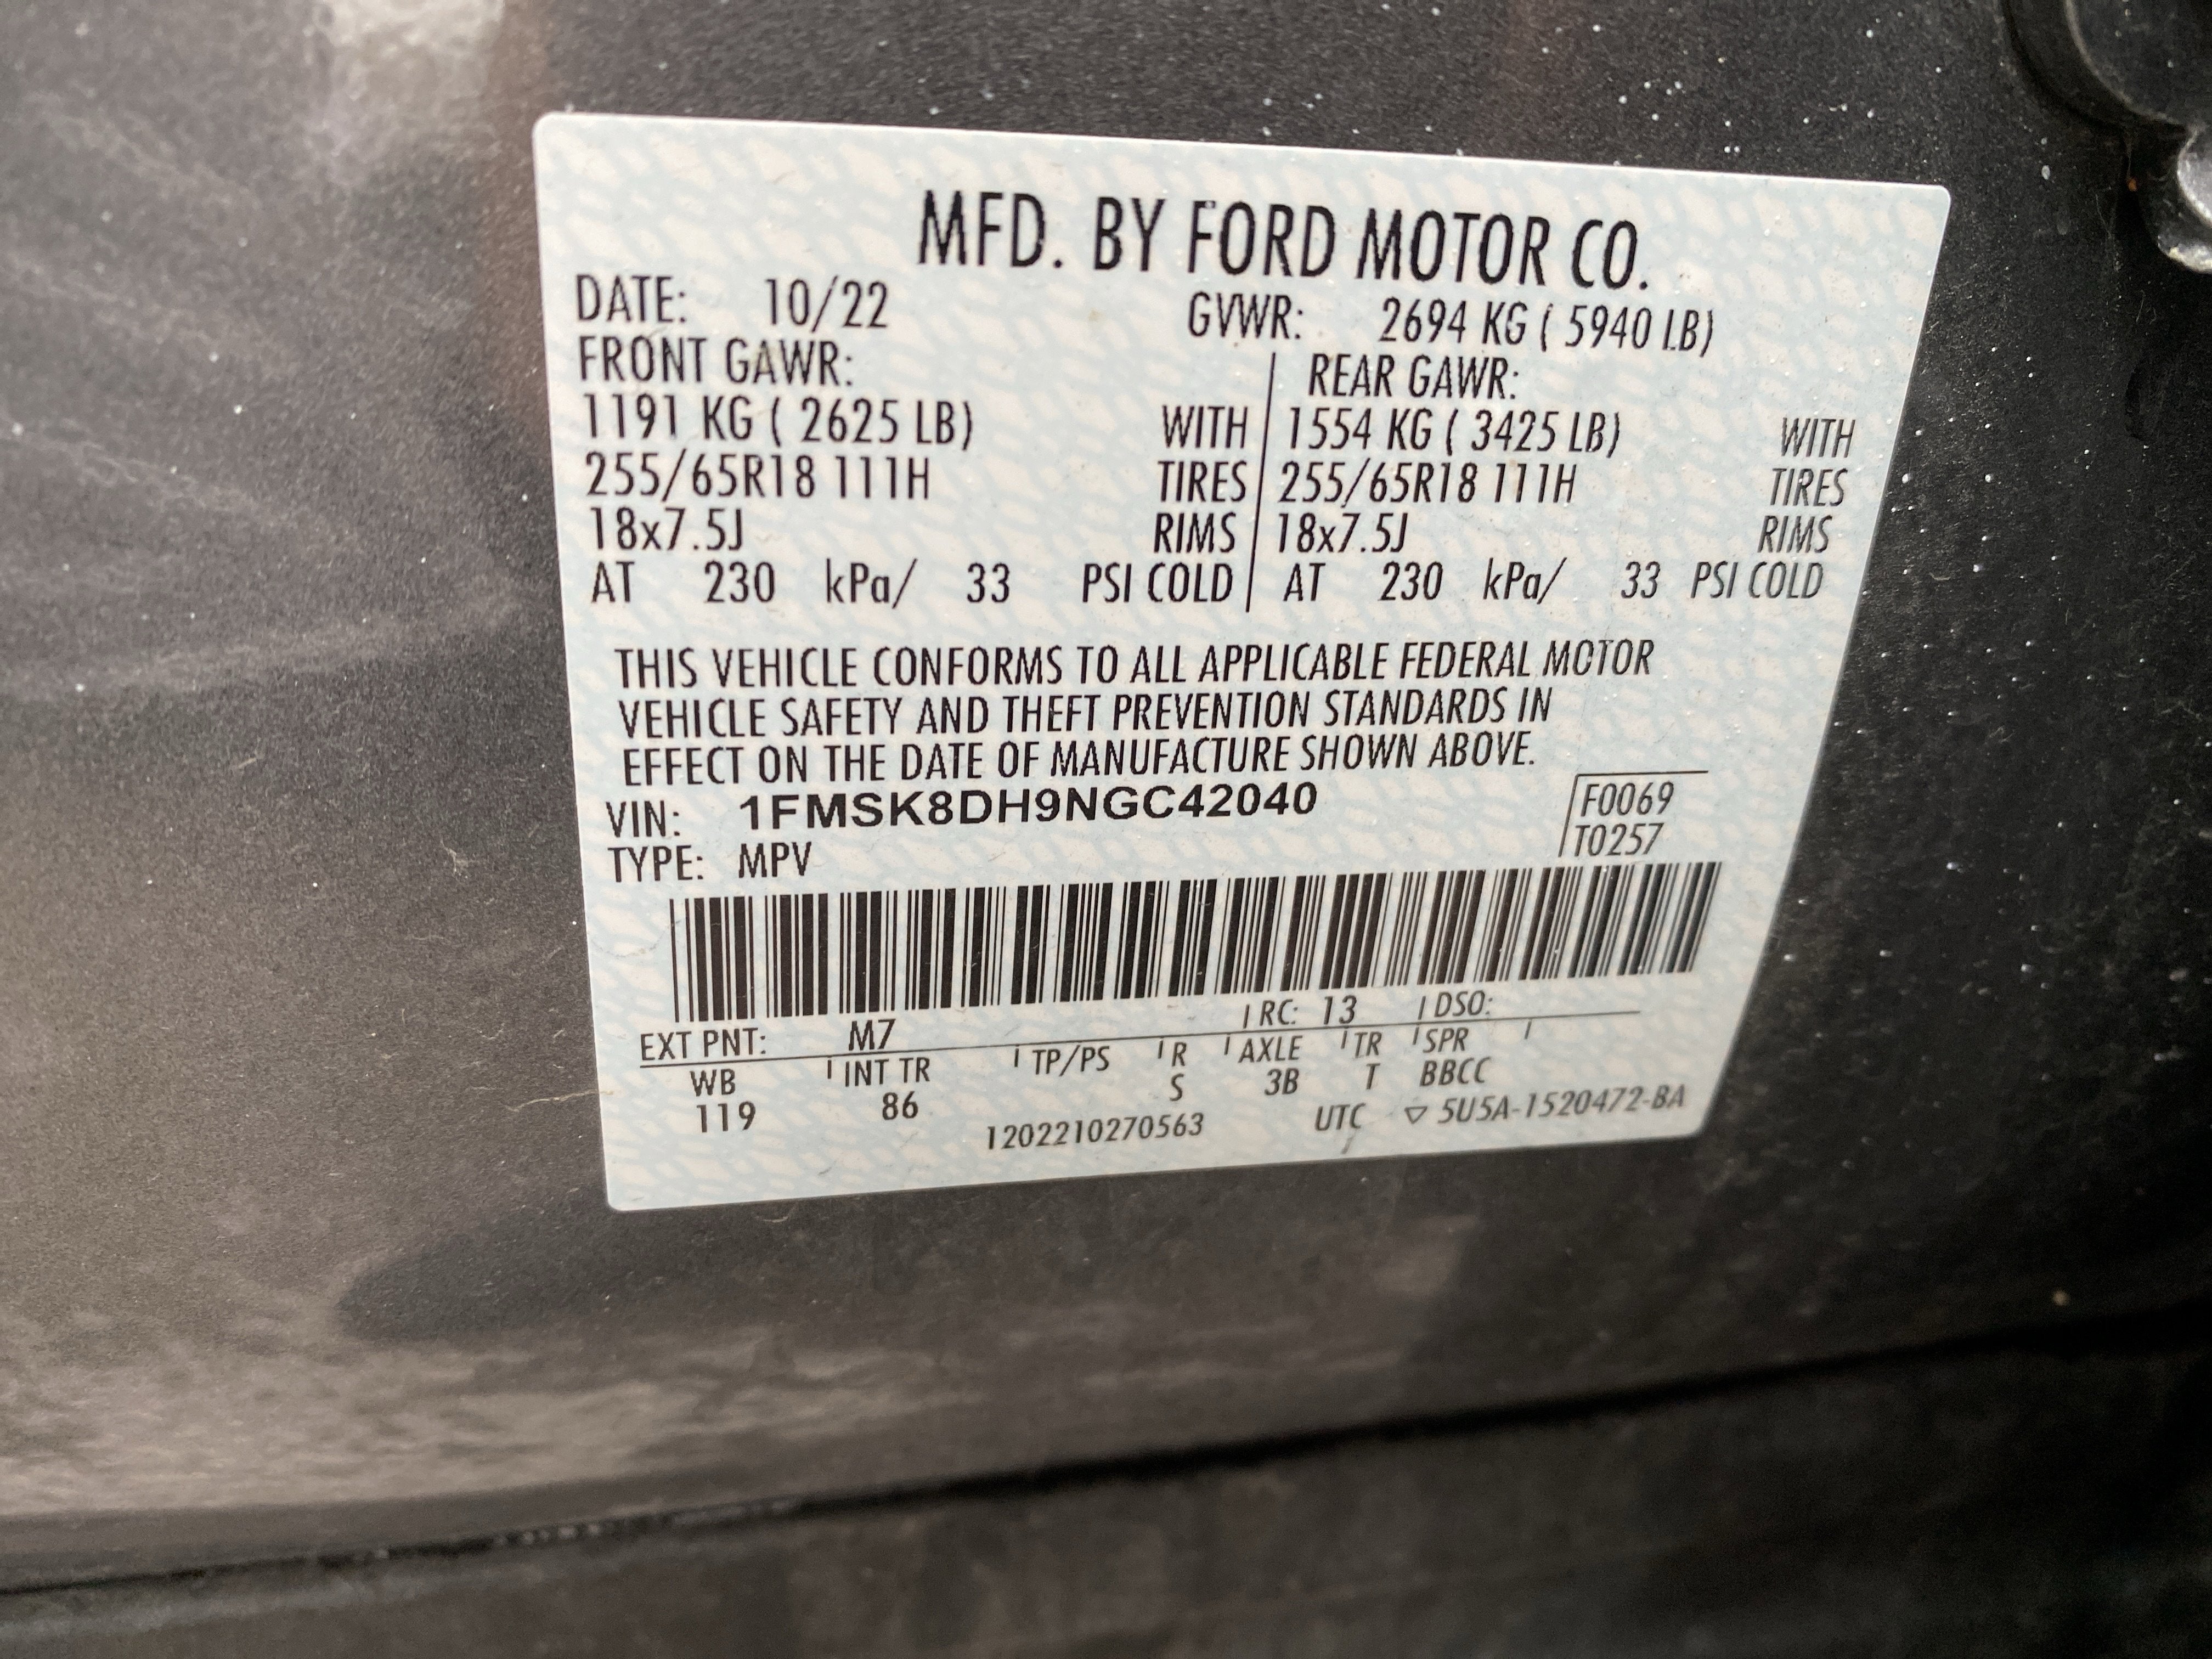 MFD. BY FORD MOTOR CO.
DATE: 10/22 GVWR: 2694 KG ( 5940 LB)
FRONT GAWR: REAR GAWR:
1191 KG ( 2625 LB) WITH 1554 KG ( 3425 LB) WITH
255/65R18 111H TIRES 255/65R18 111H TIRES
18x7.5J RIMS 18x7.5J RIMS
AT 230 kPa/ 33 PSI COLD AT 230 kPa/ 33 PSI COLD
THIS VEHICLE CONFORMS TO ALL APPLICABLE FEDERAL MOTOR
VEHICLE SAFETY AND THEFT PREVENTION STANDARDS IN
EFFECT ON THE DATE OF MANUFACTURE SHOWN ABOVE.
VIN: 1FMSK8DH9NGC42040 F0069
TYPE: MPV T0257
EXT PNT: M7 RC: 13 DSO:
WB INT TR TP/PS R AXLE TR SPR
119 86 S 3B T BBCC
1202210270563 UTC ▽ 5U5A-1520472-BA